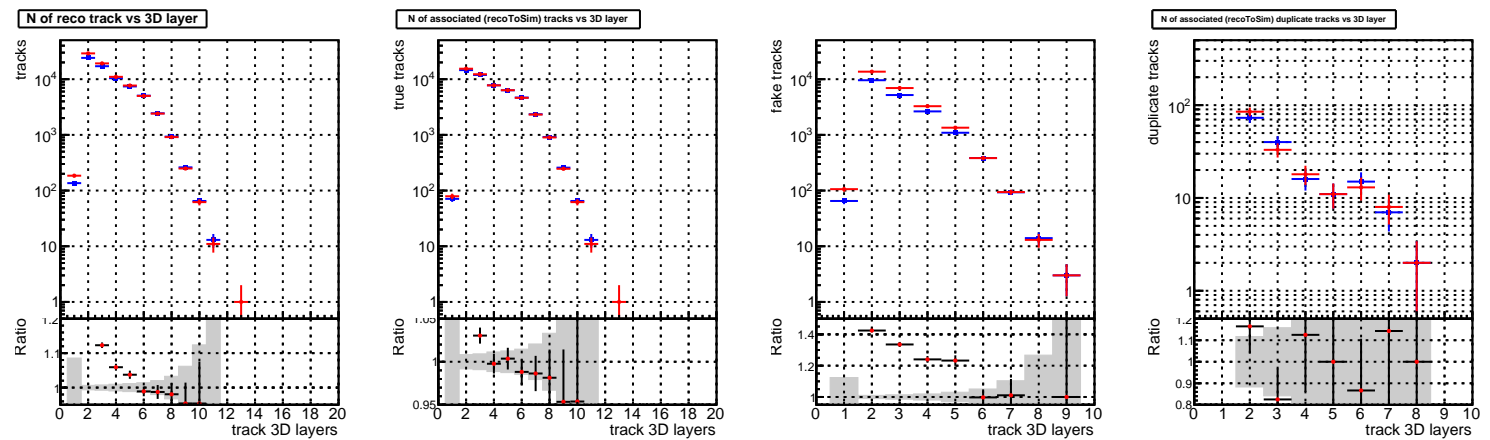 N of reco track vs 3D layer
tracks
10^4
10^3
10^2
10
1
Ratio
1.2
1.1
1
0 2 4 6 8 10 12 14 16 18 20
track 3D layers
N of associated (recoToSim) tracks vs 3D layer
true tracks
10^4
10^3
10^2
10
1
Ratio
1.05
1
0.95
0 2 4 6 8 10 12 14 16 18 20
track 3D layers
fake tracks
10^4
10^3
10^2
10
1
Ratio
1.4
1.2
1
0 1 2 3 4 5 6 7 8 9 10
track 3D layers
N of associated (recoToSim) duplicate tracks vs 3D layer
duplicate tracks
10^2
10
1
Ratio
1.2
1.1
1
0.9
0.8
0 1 2 3 4 5 6 7 8 9 10
track 3D layers